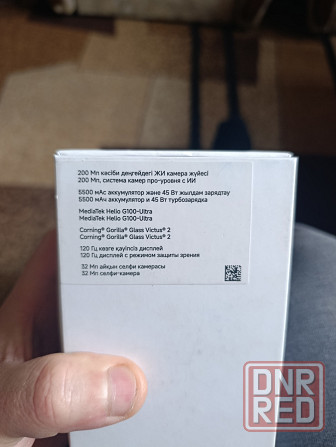 200 Мп кәсіби деңгейдегі ЖИ камера жүйесі
200 Мп, система камер про-уровня с ИИ
5500 мАс аккумулятор және 45 Вт жылдам зарядтау
5500 мАч аккумулятор и 45 Вт турбозарядка
MediaTek Helio G100-Ultra
MediaTek Helio G100-Ultra
Corning® Gorilla® Glass Victus® 2
Corning® Gorilla® Glass Victus® 2
120 Гц көзге қауіпсіз дисплей
120 Гц дисплей с режимом защиты зрения
32 Мп айқын селфи камерасы
32 Мп селфи-камера
DNR
RED